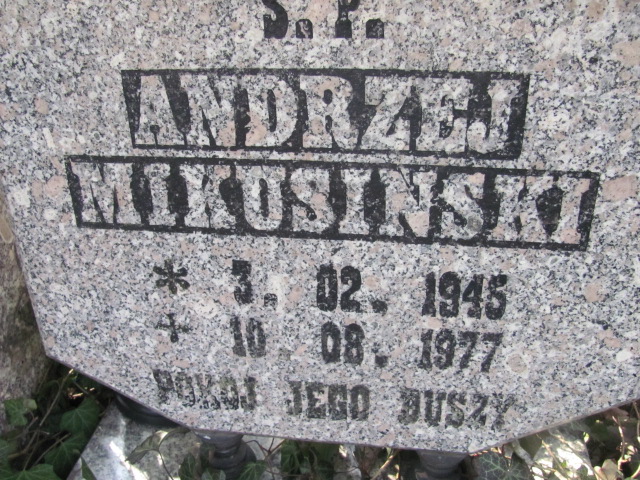 Ś.P.
ANDRZEJ
MIKOSIŃSKI
* 3. 02. 1945
+ 10. 08. 1977
POKÓJ JEGO DUSZY